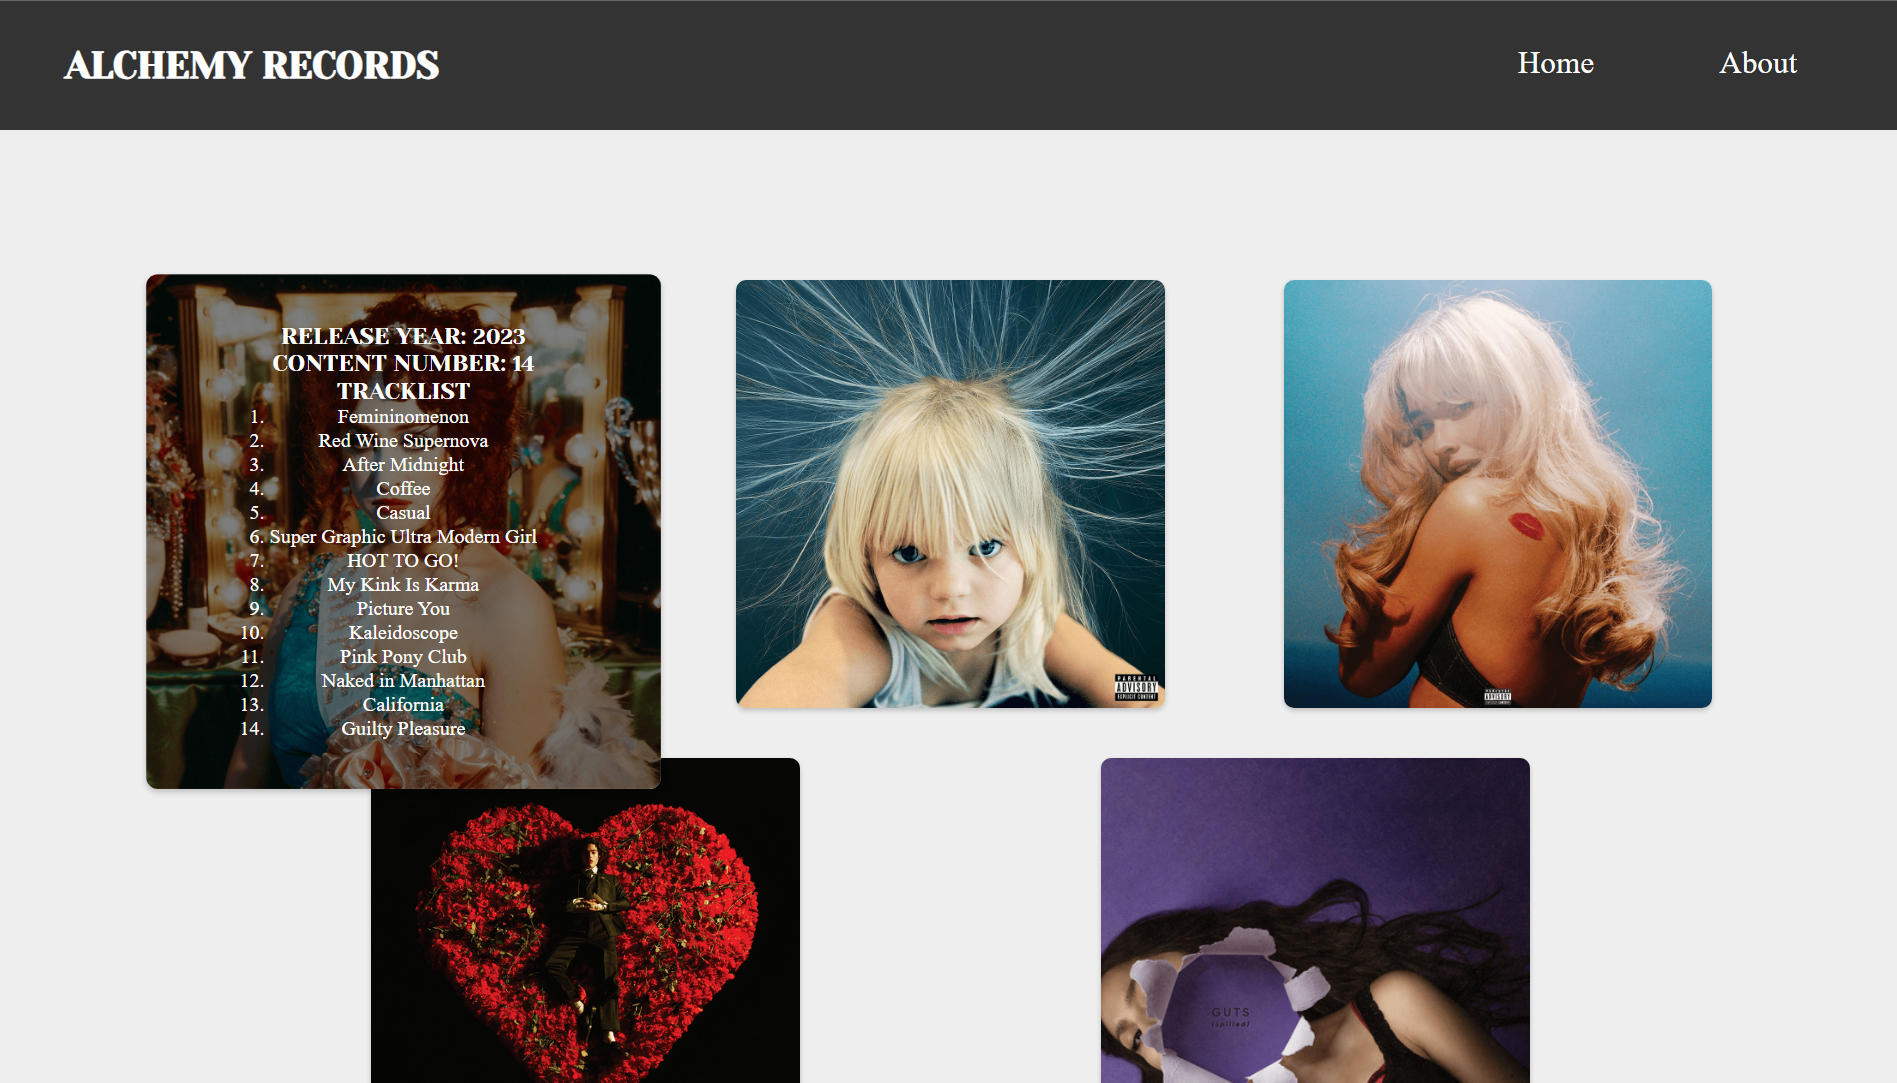 ALCHEMY RECORDS
Home
About
RELEASE YEAR: 2023
CONTENT NUMBER: 14
TRACKLIST
1. Femininomenon
2. Red Wine Supernova
3. After Midnight
4. Coffee
5. Casual
6. Super Graphic Ultra Modern Girl
7. HOT TO GO!
8. My Kink Is Karma
9. Picture You
10. Kaleidoscope
11. Pink Pony Club
12. Naked in Manhattan
13. California
14. Guilty Pleasure
PARENTAL
ADVISORY
EXPLICIT CONTENT
PARENTAL
ADVISORY
EXPLICIT CONTENT
GUTS
(spilled)